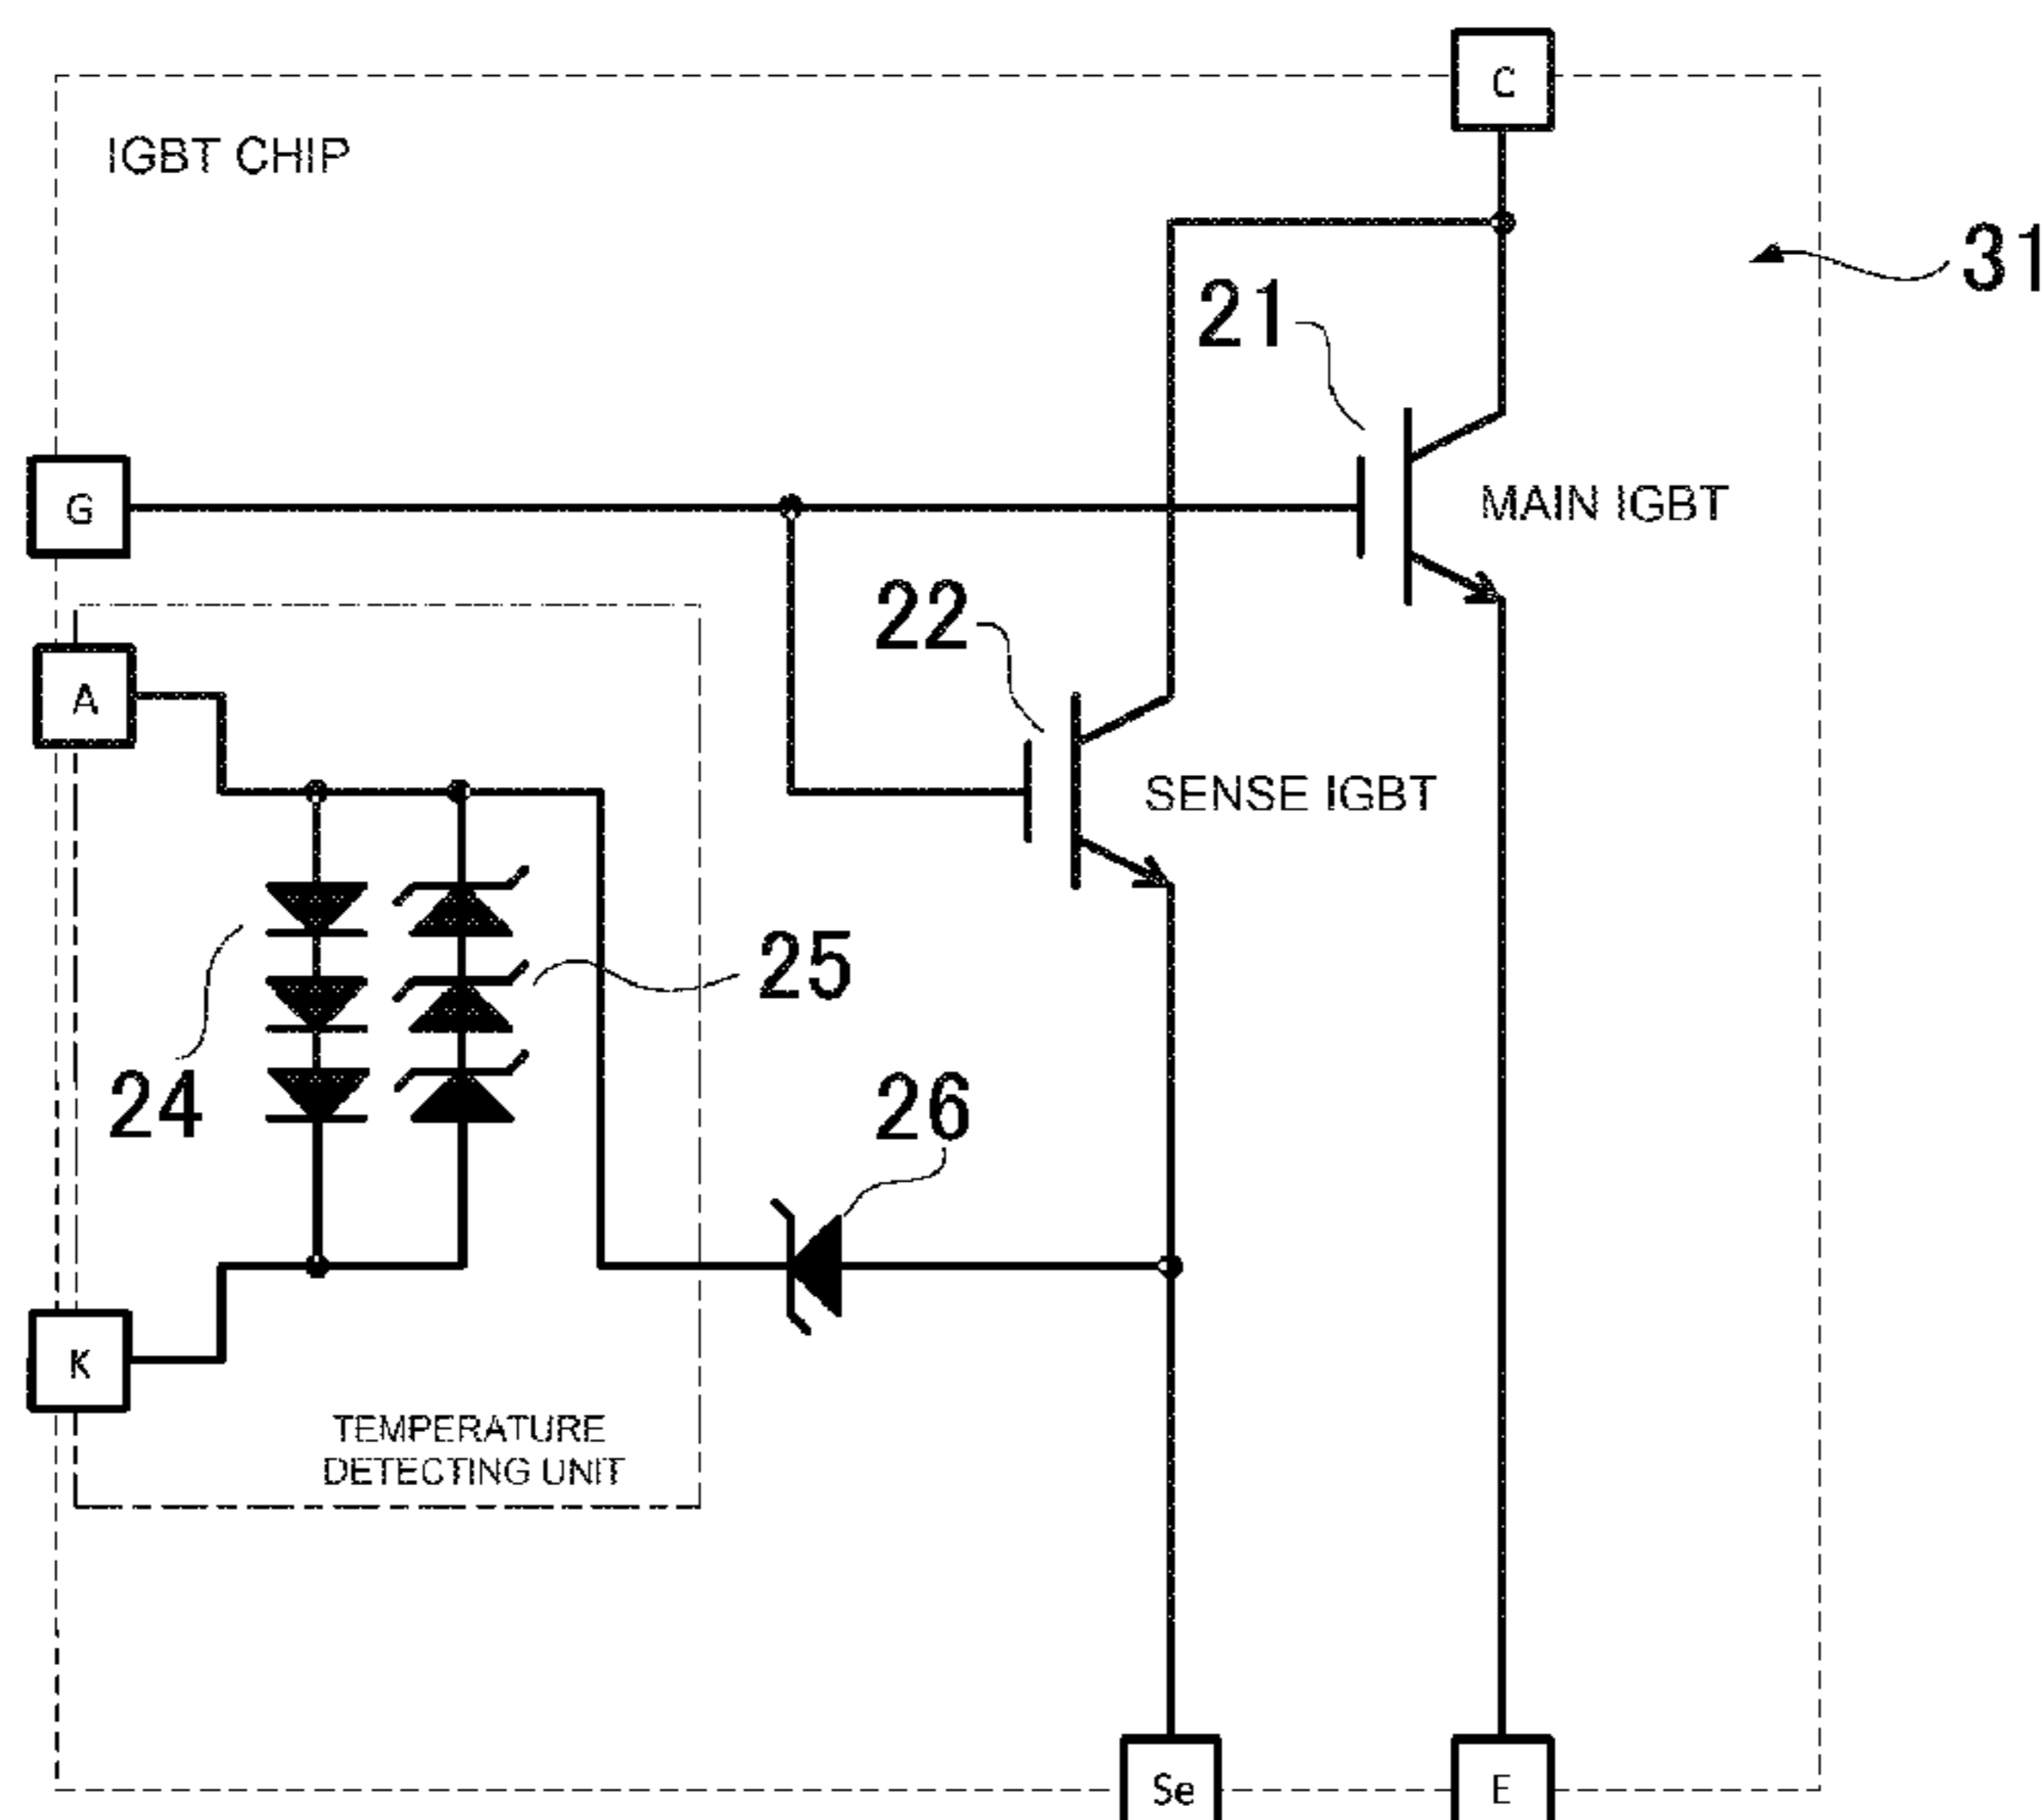 C
IGBT CHIP
31
21
G
MAIN IGBT
22
A
SENSE IGBT
25
24
26
K
TEMPERATURE
DETECTING UNIT
Se
E